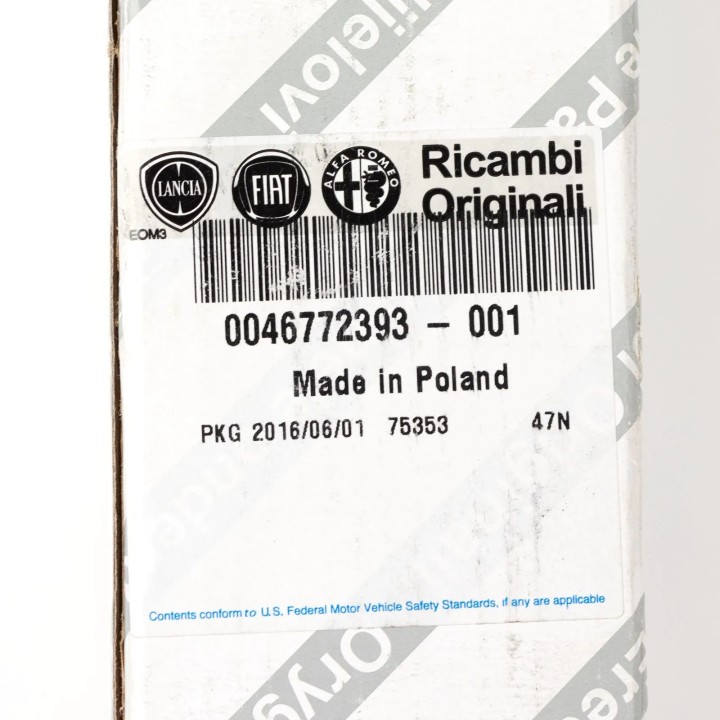 LANCIA
FIAT
ALFA ROMEO
Ricambi
Originali
EOM3
0046772393 – 001
Made in Poland
PKG 2016/06/01 75353 47N
Contents conform to U.S. Federal Motor Vehicle Safety Standards, if any are applicable